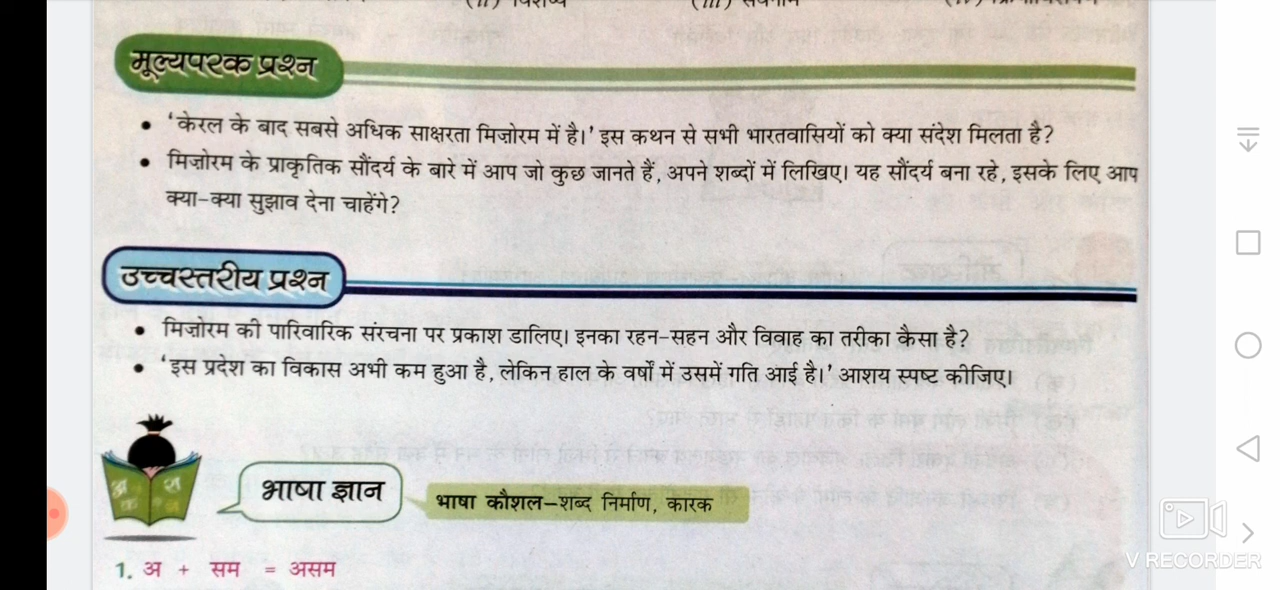 मूल्यपरक प्रश्न
• 'केरल के बाद सबसे अधिक साक्षरता मिज़ोरम में है।' इस कथन से सभी भारतवासियों को क्या संदेश मिलता है?
• मिज़ोरम के प्राकृतिक सौंदर्य के बारे में आप जो कुछ जानते हैं, अपने शब्दों में लिखिए। यह सौंदर्य बना रहे, इसके लिए आप
क्या-क्या सुझाव देना चाहेंगे?
उच्चस्तरीय प्रश्न
• मिज़ोरम की पारिवारिक संरचना पर प्रकाश डालिए। इनका रहन-सहन और विवाह का तरीका कैसा है?
• 'इस प्रदेश का विकास अभी कम हुआ है, लेकिन हाल के वर्षों में उसमें गति आई है।' आशय स्पष्ट कीजिए।
भाषा ज्ञान
भाषा कौशल–शब्द निर्माण, कारक
1. अ + सम = असम
V RECORDER